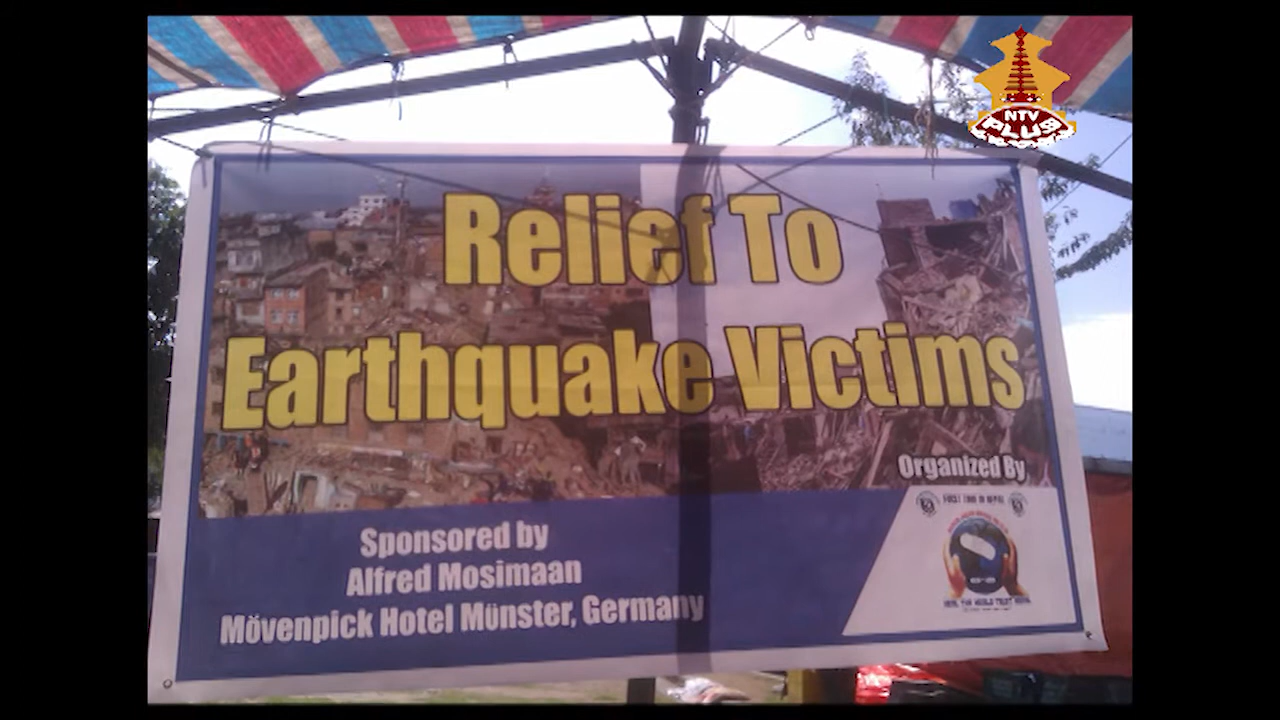 NTV
PLUS
Relief To
Earthquake Victims
Organized By
Sponsored by
Alfred Mosimaan
Mövenpick Hotel Münster, Germany